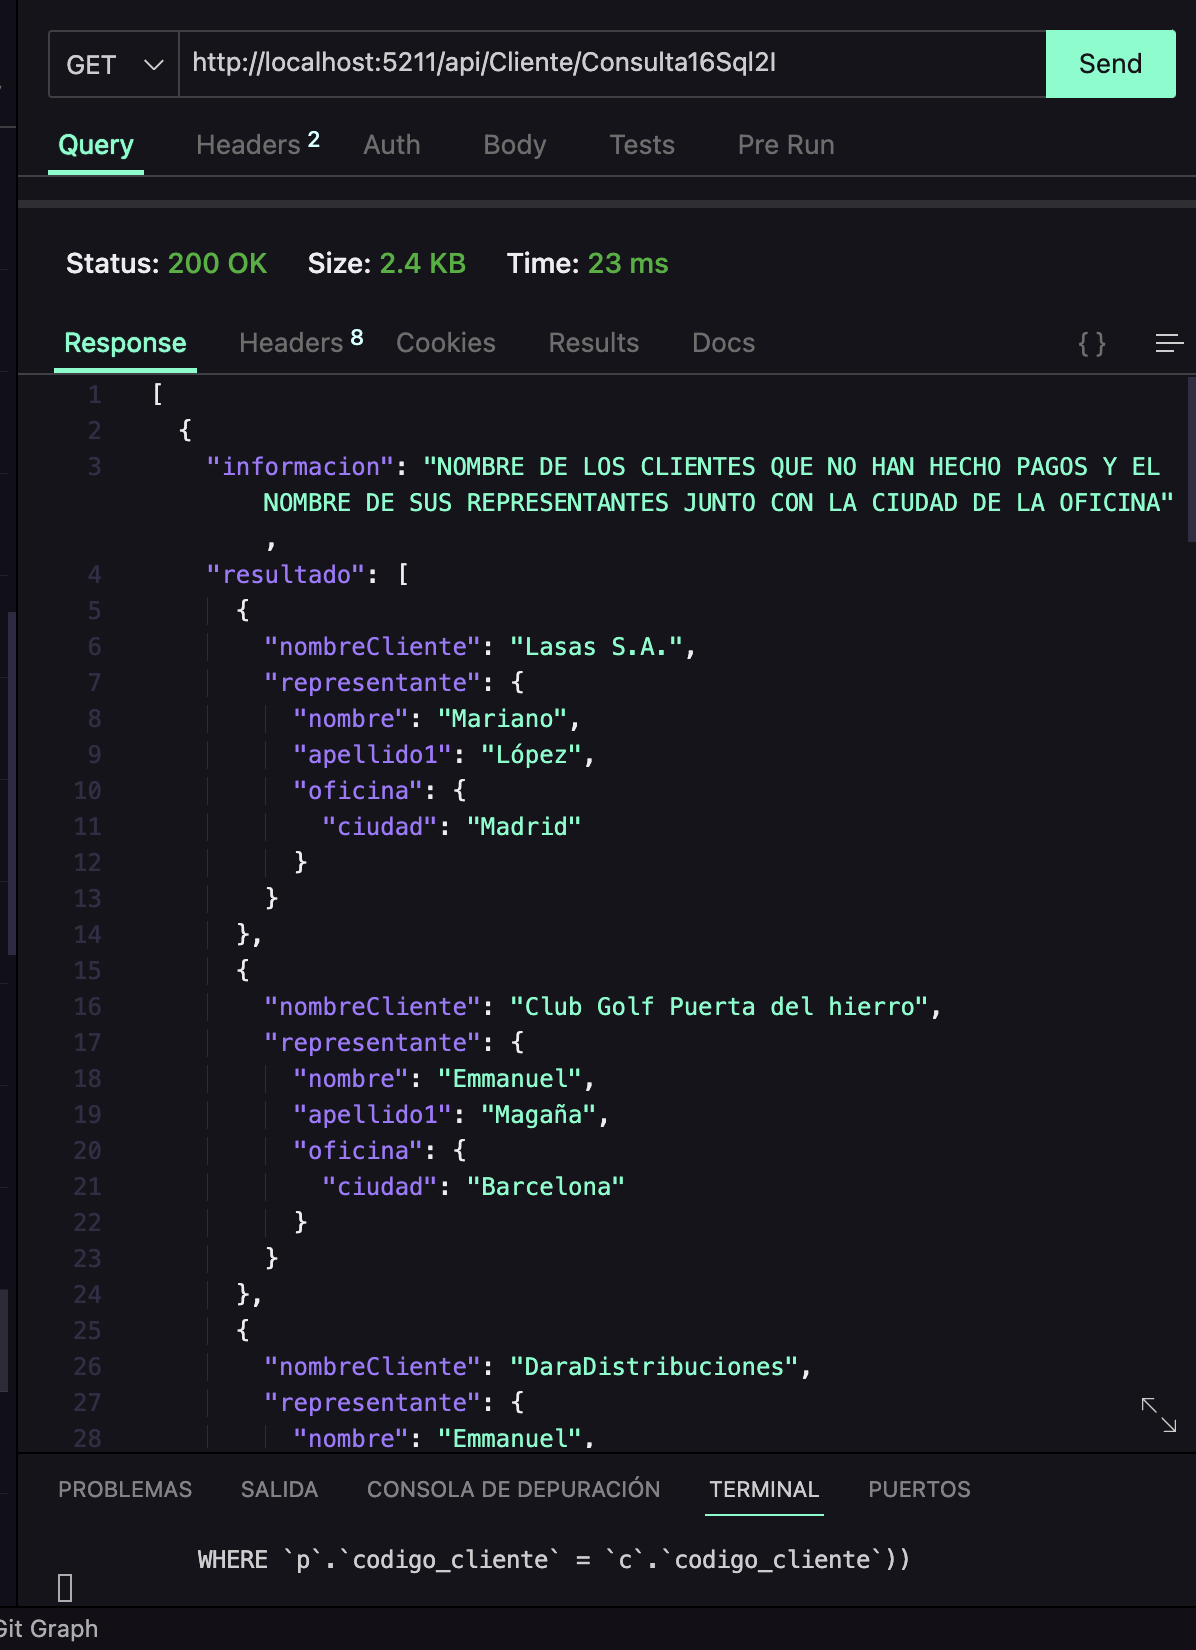 GET http://localhost:5211/api/Cliente/Consulta16Sql2I Send
Query Headers 2 Auth Body Tests Pre Run
Status: 200 OK Size: 2.4 KB Time: 23 ms
Response Headers 8 Cookies Results Docs { }
1 [
2 {
3 "informacion": "NOMBRE DE LOS CLIENTES QUE NO HAN HECHO PAGOS Y EL
NOMBRE DE SUS REPRESENTANTES JUNTO CON LA CIUDAD DE LA OFICINA"
,
4 "resultado": [
5 {
6 "nombreCliente": "Lasas S.A.",
7 "representante": {
8 "nombre": "Mariano",
9 "apellido1": "López",
10 "oficina": {
11 "ciudad": "Madrid"
12 }
13 }
14 },
15 {
16 "nombreCliente": "Club Golf Puerta del hierro",
17 "representante": {
18 "nombre": "Emmanuel",
19 "apellido1": "Magaña",
20 "oficina": {
21 "ciudad": "Barcelona"
22 }
23 }
24 },
25 {
26 "nombreCliente": "DaraDistribuciones",
27 "representante": {
28 "nombre": "Emmanuel",
PROBLEMAS SALIDA CONSOLA DE DEPURACIÓN TERMINAL PUERTOS
WHERE `p`.`codigo_cliente` = `c`.`codigo_cliente`))
Git Graph